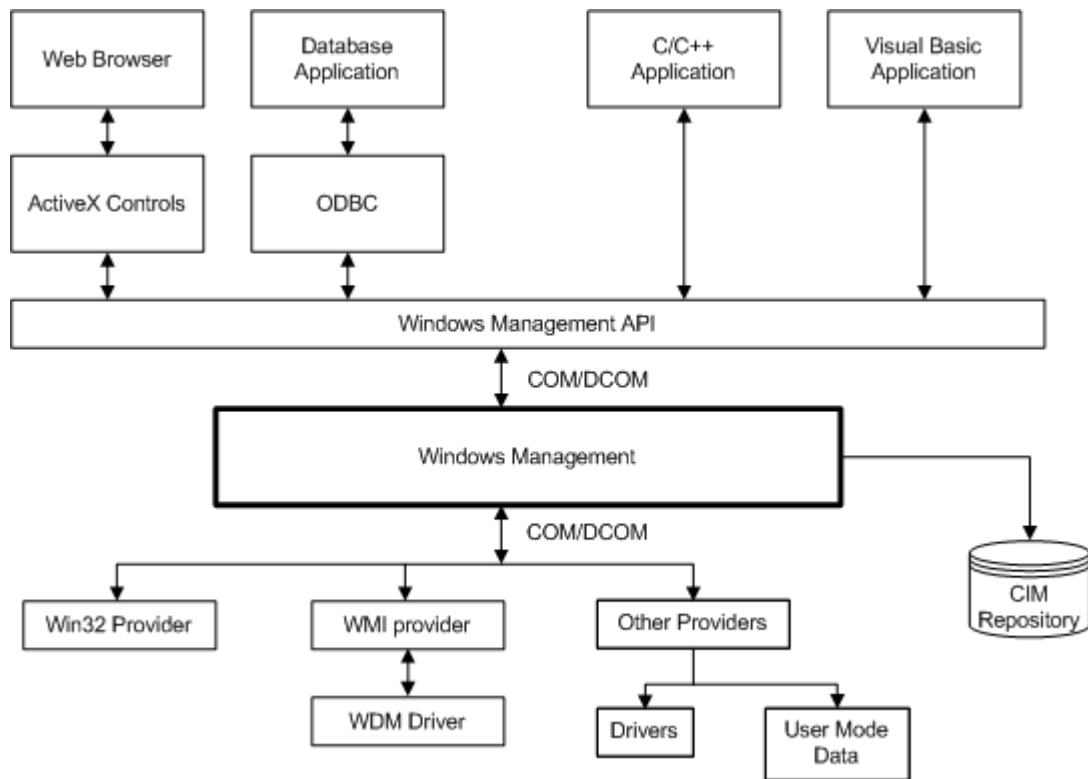 Web Browser
Database
Application
C/C++
Application
Visual Basic
Application
ActiveX Controls
ODBC
Windows Management API
COM/DCOM
Windows Management
COM/DCOM
CIM
Repository
Win32 Provider
WMI provider
Other Providers
WDM Driver
Drivers
User Mode
Data